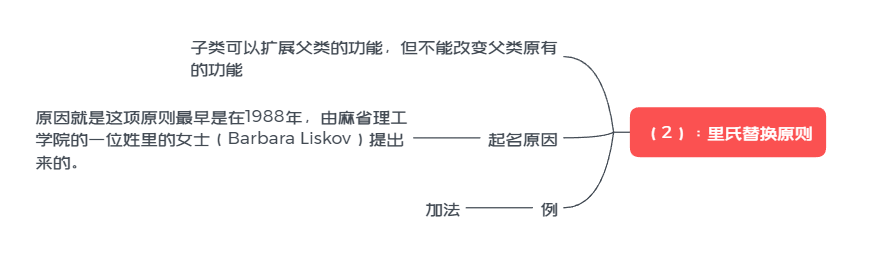 子类可以扩展父类的功能，但不能改变父类原有
的功能
原因就是这项原则最早是在1988年，由麻省理工
学院的一位姓里的女士（Barbara Liskov）提出
来的。
起名原因
（2）：里氏替换原则
加法
例